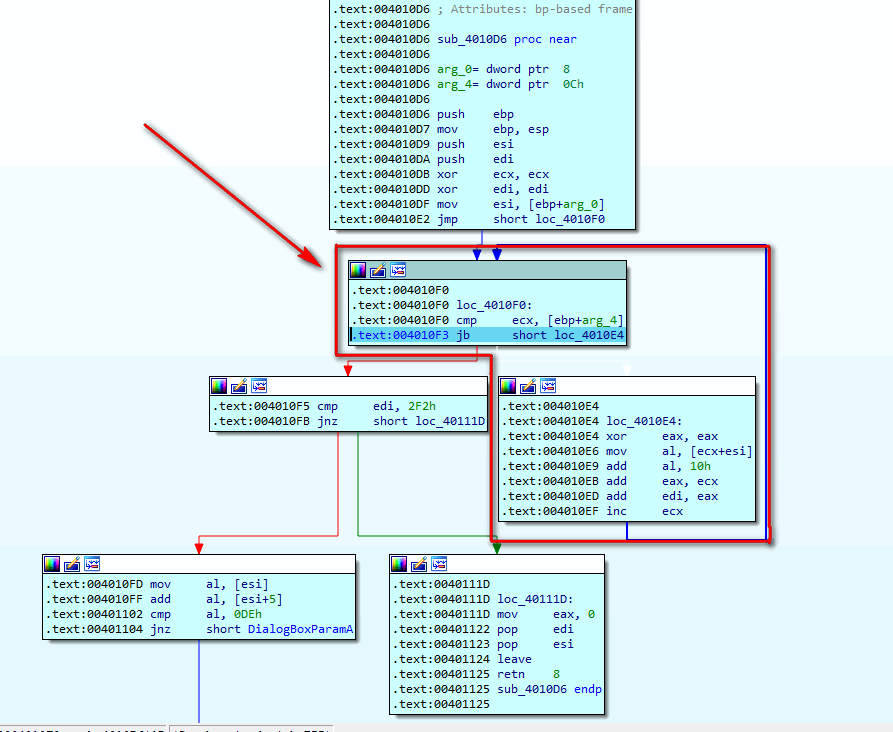 .text:004010D6 ; Attributes: bp-based frame
.text:004010D6
.text:004010D6 sub_4010D6 proc near
.text:004010D6
.text:004010D6 arg_0= dword ptr  8
.text:004010D6 arg_4= dword ptr  0Ch
.text:004010D6
.text:004010D6 push    ebp
.text:004010D7 mov     ebp, esp
.text:004010D9 push    esi
.text:004010DA push    edi
.text:004010DB xor     ecx, ecx
.text:004010DD xor     edi, edi
.text:004010DF mov     esi, [ebp+arg_0]
.text:004010E2 jmp     short loc_4010F0
.text:004010F0
.text:004010F0 loc_4010F0:
.text:004010F0 cmp     ecx, [ebp+arg_4]
.text:004010F3 jb      short loc_4010E4
.text:004010F5 cmp     edi, 2F2h
.text:004010FB jnz     short loc_40111D
.text:004010E4
.text:004010E4 loc_4010E4:
.text:004010E4 xor     eax, eax
.text:004010E6 mov     al, [ecx+esi]
.text:004010E9 add     al, 10h
.text:004010EB add     eax, ecx
.text:004010ED add     edi, eax
.text:004010EF inc     ecx
.text:004010FD mov     al, [esi]
.text:004010FF add     al, [esi+5]
.text:00401102 cmp     al, 0DEh
.text:00401104 jnz     short DialogBoxParamA
.text:0040111D
.text:0040111D loc_40111D:
.text:0040111D mov     eax, 0
.text:00401122 pop     edi
.text:00401123 pop     esi
.text:00401124 leave
.text:00401125 retn    8
.text:00401125 sub_4010D6 endp
.text:00401125